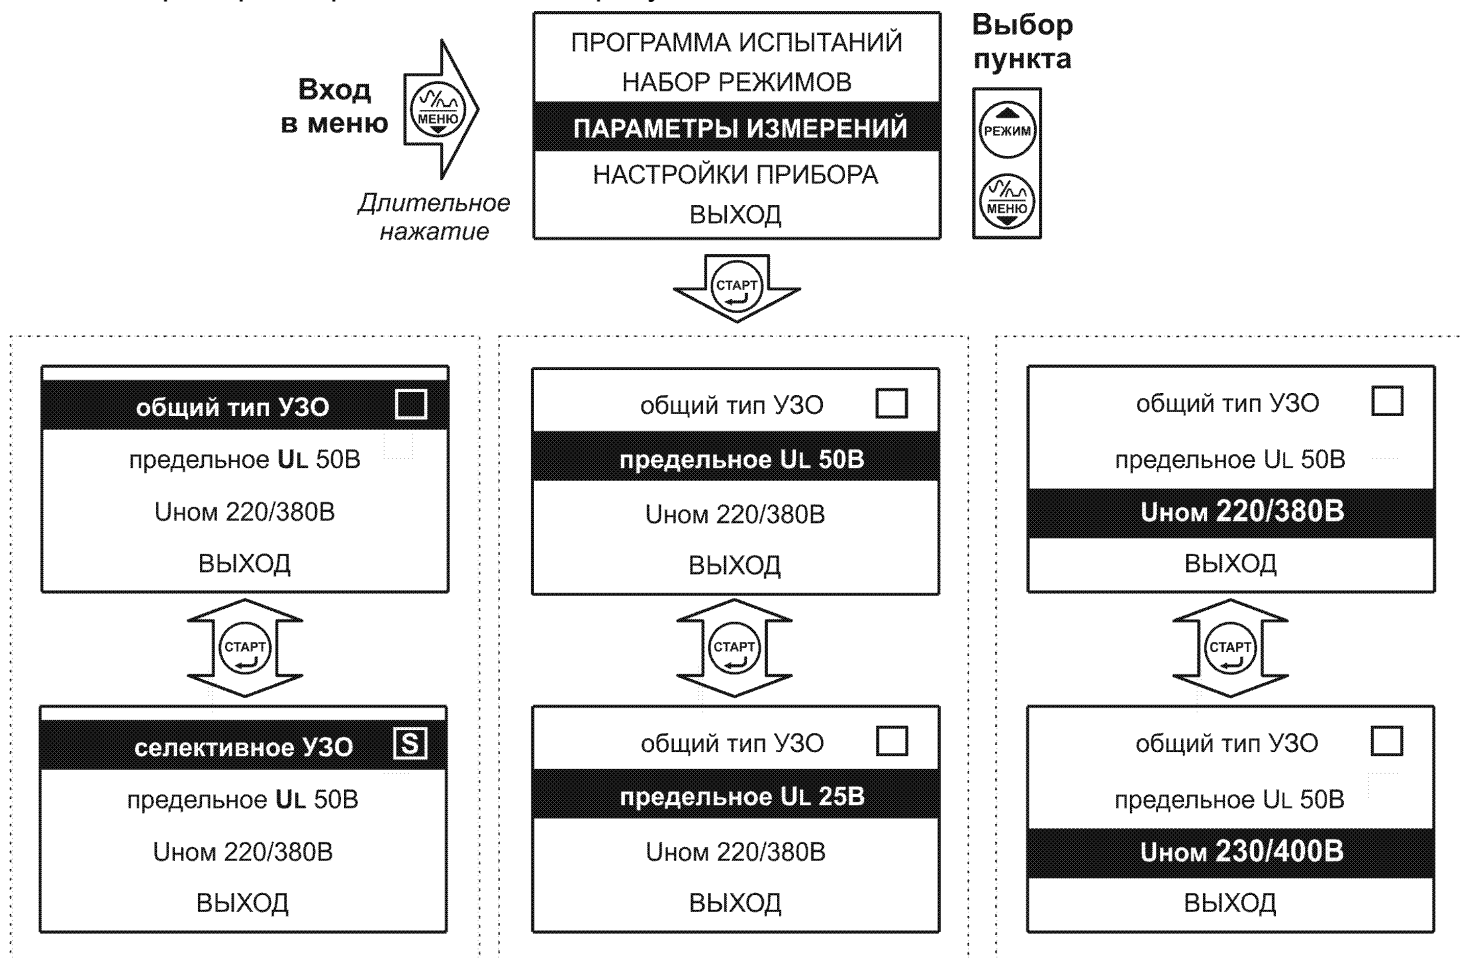 Вход
в меню
МЕНЮ
Длительное
нажатие
ПРОГРАММА ИСПЫТАНИЙ
НАБОР РЕЖИМОВ
ПАРАМЕТРЫ ИЗМЕРЕНИЙ
НАСТРОЙКИ ПРИБОРА
ВЫХОД
Выбор
пункта
РЕЖИМ
МЕНЮ
СТАРТ
общий тип УЗО
предельное UL 50В
Uном 220/380В
ВЫХОД
СТАРТ
селективное УЗО S
предельное UL 50В
Uном 220/380В
ВЫХОД
общий тип УЗО
предельное UL 50В
Uном 220/380В
ВЫХОД
СТАРТ
общий тип УЗО
предельное UL 25В
Uном 220/380В
ВЫХОД
общий тип УЗО
предельное UL 50В
Uном 220/380В
ВЫХОД
СТАРТ
общий тип УЗО
предельное UL 50В
Uном 230/400В
ВЫХОД